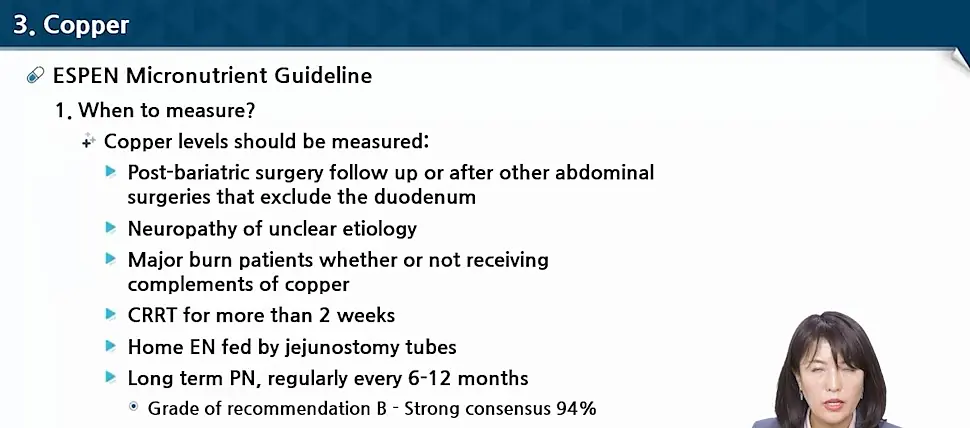 3. Copper
ESPEN Micronutrient Guideline
1. When to measure?
Copper levels should be measured:
Post-bariatric surgery follow up or after other abdominal
surgeries that exclude the duodenum
Neuropathy of unclear etiology
Major burn patients whether or not receiving
complements of copper
CRRT for more than 2 weeks
Home EN fed by jejunostomy tubes
Long term PN, regularly every 6-12 months
Grade of recommendation B - Strong consensus 94%